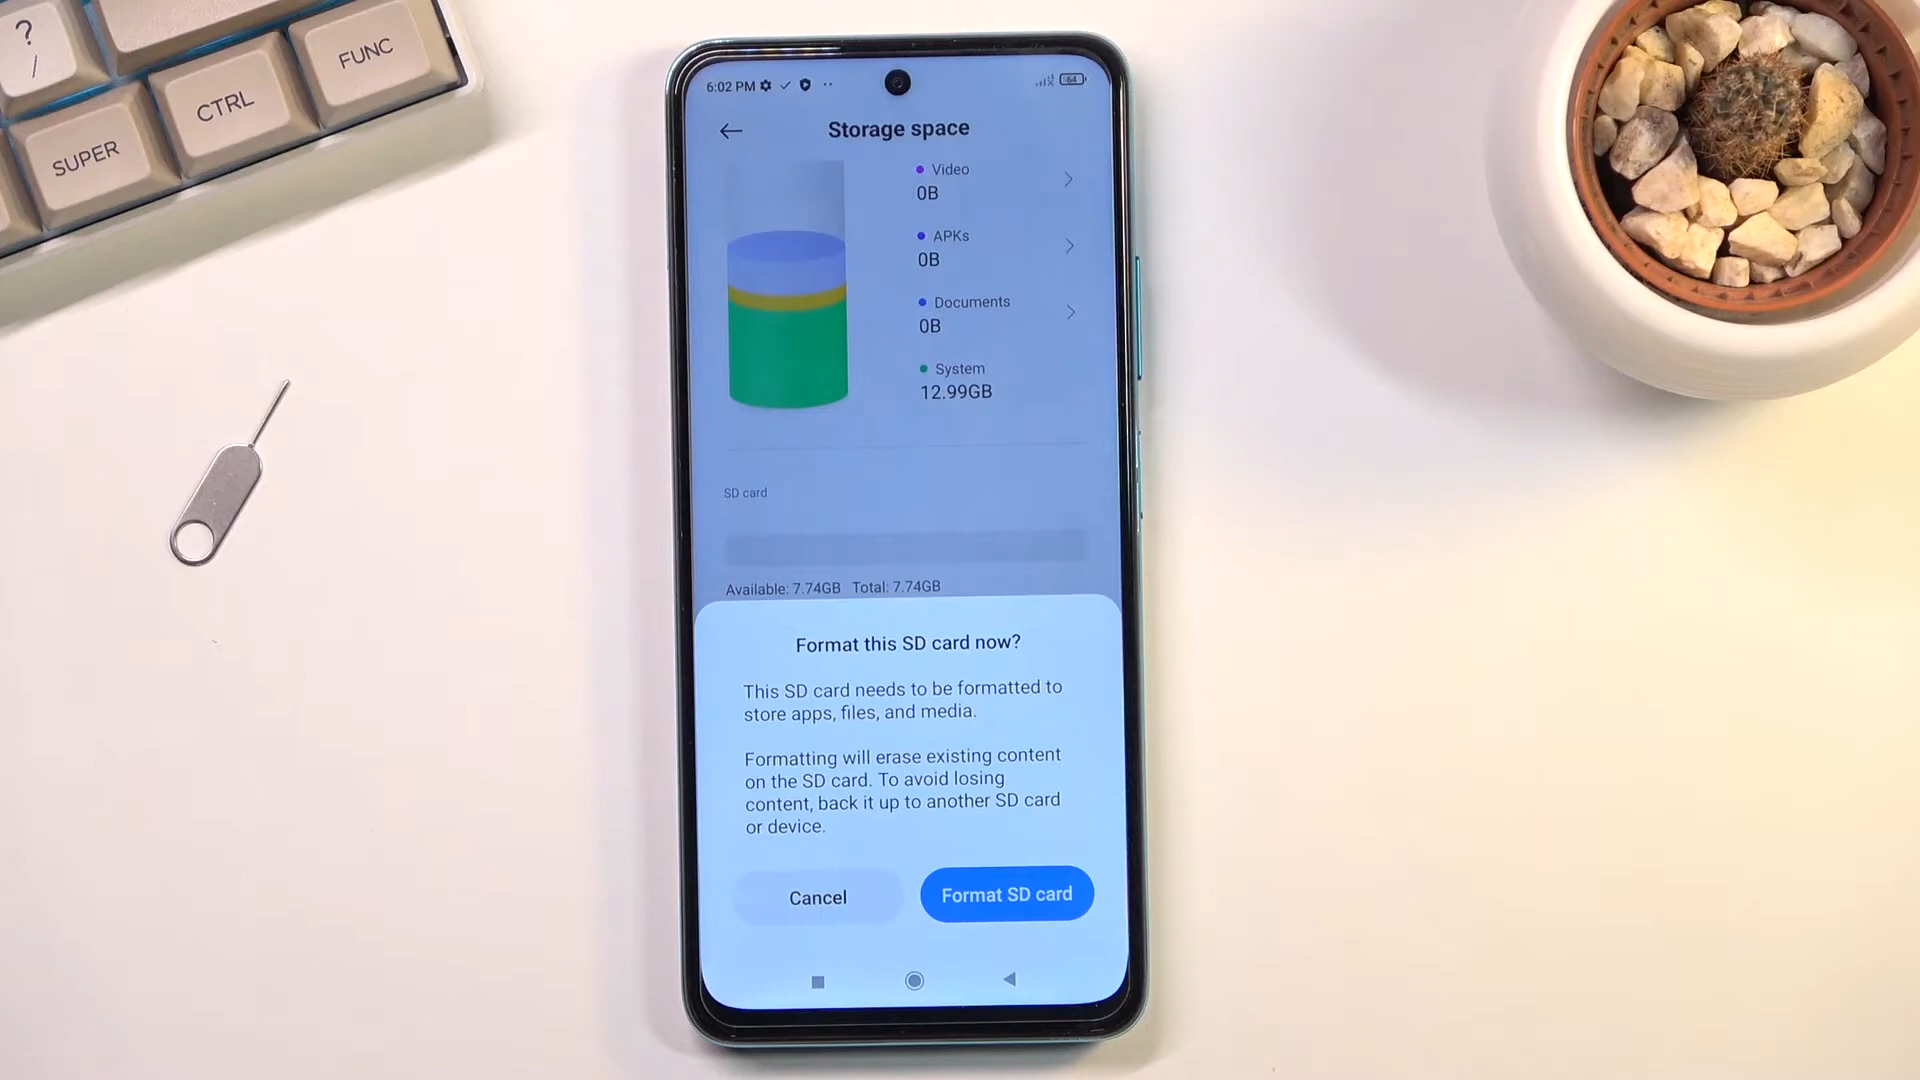 ?
/
FUNC
CTRL
SUPER
6:02 PM
64
Storage space
Video
0B
APKs
0B
Documents
0B
System
12.99GB
SD card
Available: 7.74GB Total: 7.74GB
Format this SD card now?
This SD card needs to be formatted to
store apps, files, and media.
Formatting will erase existing content
on the SD card. To avoid losing
content, back it up to another SD card
or device.
Cancel
Format SD card